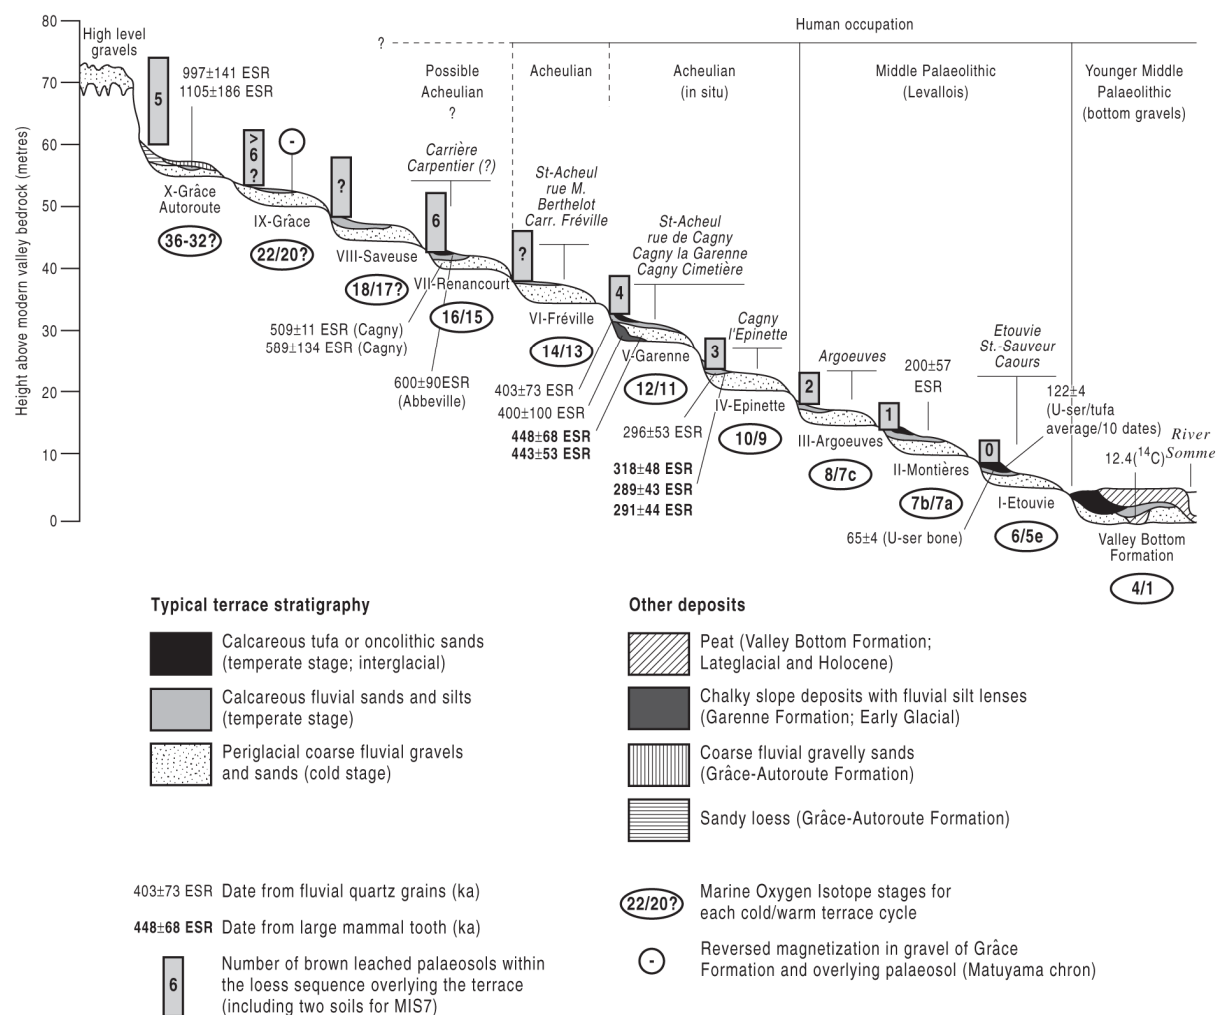 Height above modern valley bedrock (metres)
80
70
60
50
40
30
20
10
0
Human occupation
?
Possible
Acheulian
?
Acheulian
Acheulian
(in situ)
Middle Palaeolithic
(Levallois)
Younger Middle
Palaeolithic
(bottom gravels)
High level
gravels
5
997±141 ESR
1105±186 ESR
X-Grâce
Autoroute
36-32?
>
6
?
-
IX-Grâce
22/20?
?
VIII-Saveuse
18/17?
Carrière
Carpentier (?)
6
VII-Renancourt
16/15
509±11 ESR (Cagny)
589±134 ESR (Cagny)
600±90ESR
(Abbeville)
St-Acheul
rue M.
Berthelot
Carr. Fréville
?
VI-Fréville
14/13
St-Acheul
rue de Cagny
Cagny la Garenne
Cagny Cimetière
4
V-Garenne
12/11
403±73 ESR
400±100 ESR
448±68 ESR
443±53 ESR
Cagny
l'Epinette
3
IV-Epinette
10/9
296±53 ESR
318±48 ESR
289±43 ESR
291±44 ESR
Argoeuves
2
III-Argoeuves
8/7c
200±57
ESR
1
II-Montières
7b/7a
Etouvie
St.-Sauveur
Caours
0
122±4
(U-ser/tufa
average/10 dates)
I-Etouvie
6/5e
65±4 (U-ser bone)
12.4(¹⁴C)
River
Somme
Valley Bottom
Formation
4/1
Typical terrace stratigraphy
Calcareous tufa or oncolithic sands
(temperate stage; interglacial)
Calcareous fluvial sands and silts
(temperate stage)
Periglacial coarse fluvial gravels
and sands (cold stage)
Other deposits
Peat (Valley Bottom Formation;
Lateglacial and Holocene)
Chalky slope deposits with fluvial silt lenses
(Garenne Formation; Early Glacial)
Coarse fluvial gravelly sands
(Grâce-Autoroute Formation)
Sandy loess (Grâce-Autoroute Formation)
403±73 ESR Date from fluvial quartz grains (ka)
448±68 ESR Date from large mammal tooth (ka)
6
Number of brown leached palaeosols within
the loess sequence overlying the terrace
(including two soils for MIS7)
22/20?
Marine Oxygen Isotope stages for
each cold/warm terrace cycle
-
Reversed magnetization in gravel of Grâce
Formation and overlying palaeosol (Matuyama chron)